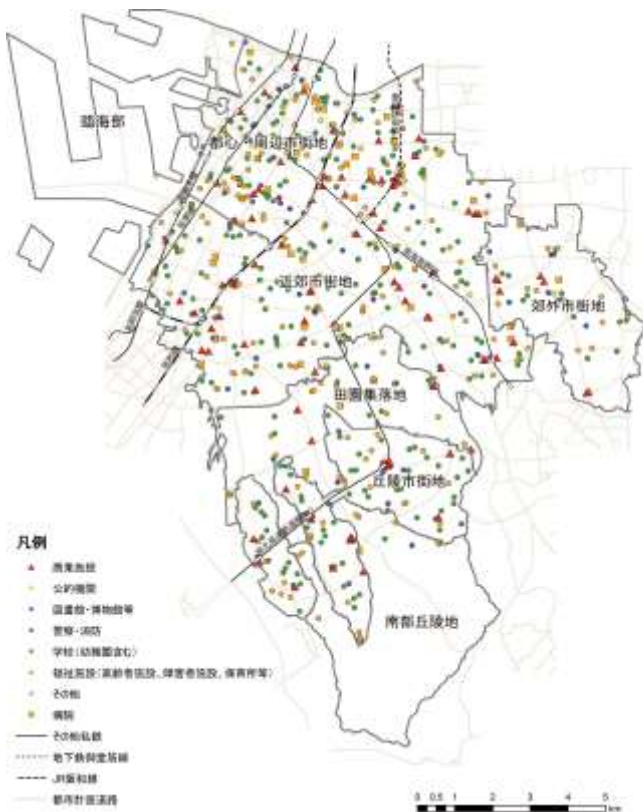 臨海部
都心・周辺市街地
近郊市街地
郊外市街地
田園集落地
丘陵市街地
南部丘陵地
凡例
商業施設
公的機関
図書館・博物館等
警察・消防
学校（幼稚園含む）
福祉施設（高齢者施設、障害者施設、保育所等）
その他
病院
その他私鉄
地下鉄御堂筋線
JR阪和線
都市計画道路
0 0.5 1 2 3 4 5
km